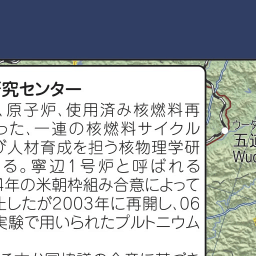 究センター
、原子炉、使用済み核燃料再
った、一連の核燃料サイクル
び人材育成を担う核物理学研
る。寧辺1号炉と呼ばれる
4年の米朝枠組み合意によって
止したが2003年に再開し、06
実験で用いられたプルトニウム
五道